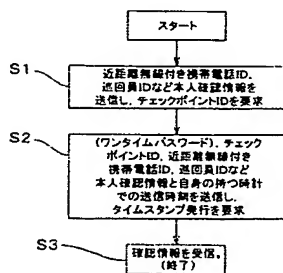 スタート
S1
近距離無線付き携帯電話ID、
巡回員IDなど本人確認情報を
送信し、チェックポイントIDを要求
S2
(ワンタイムパスワード)、チェック
ポイントID、近距離無線付き
携帯電話ID、巡回員IDなど
本人確認情報と自身の持つ時計
での送信時刻を送信し、
タイムスタンプ発行を要求
S3
確認情報を受信。
(終了)